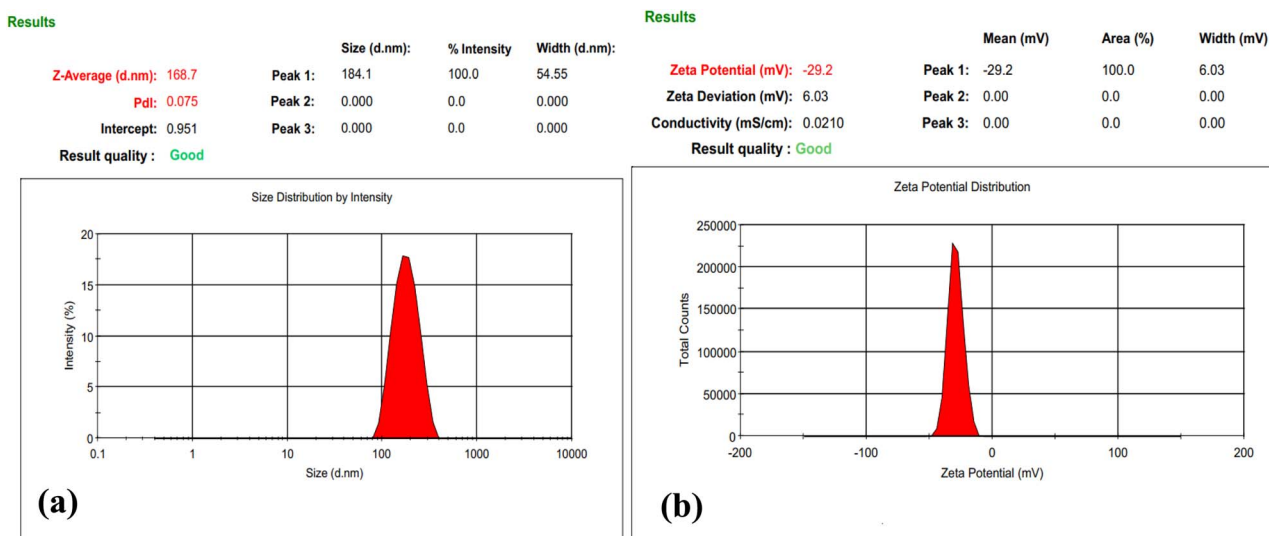 Results
Size (d.nm): % Intensity Width (d.nm):
Z-Average (d.nm): 168.7 Peak 1: 184.1 100.0 54.55
PdI: 0.075 Peak 2: 0.000 0.0 0.000
Intercept: 0.951 Peak 3: 0.000 0.0 0.000
Result quality : Good
Size Distribution by Intensity
Intensity (%)
20
15
10
5
0
0.1 1 10 100 1000 10000
Size (d.nm)
(a)
Results
Mean (mV) Area (%) Width (mV)
Zeta Potential (mV): -29.2 Peak 1: -29.2 100.0 6.03
Zeta Deviation (mV): 6.03 Peak 2: 0.00 0.0 0.00
Conductivity (mS/cm): 0.0210 Peak 3: 0.00 0.0 0.00
Result quality : Good
Zeta Potential Distribution
Total Counts
250000
200000
150000
100000
50000
0
-200 -100 0 100 200
Zeta Potential (mV)
(b)